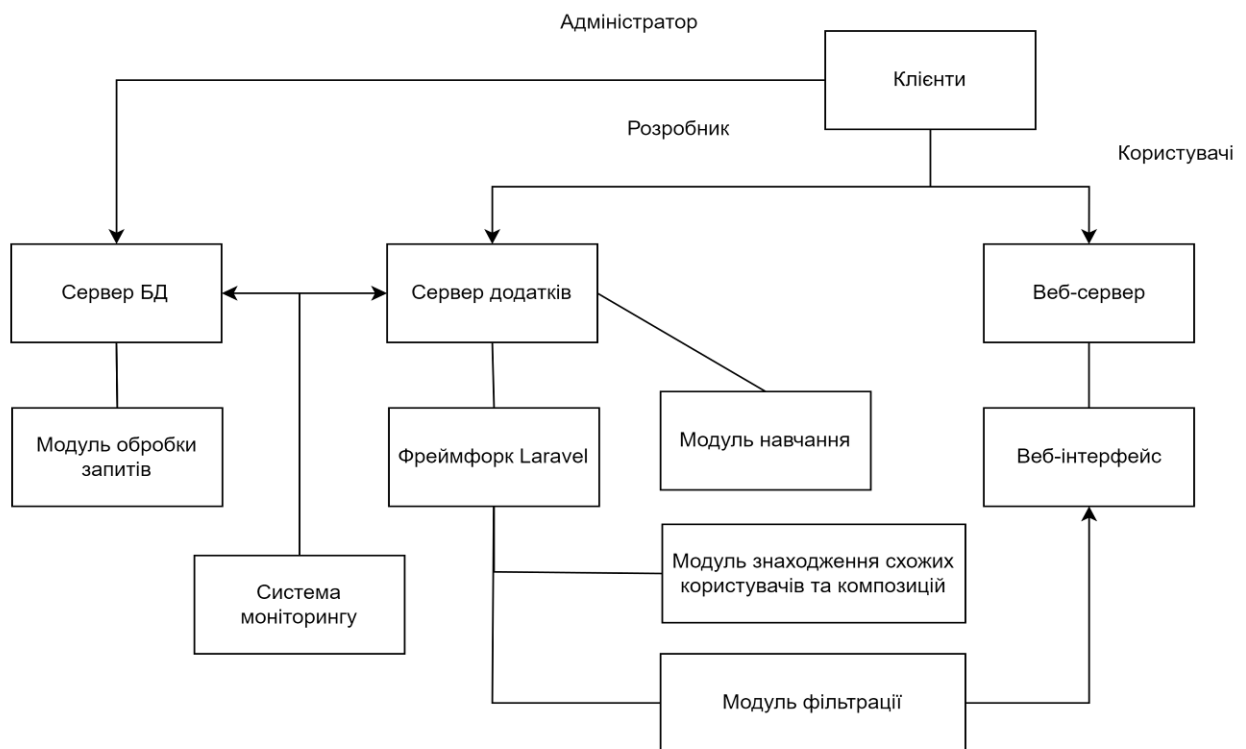 Адміністратор
Клієнти
Розробник
Користувачі
Сервер БД
Сервер додатків
Веб-сервер
Модуль обробки
запитів
Фреймфорк Laravel
Модуль навчання
Веб-інтерфейс
Система
моніторингу
Модуль знаходження схожих
користувачів та композицій
Модуль фільтрації